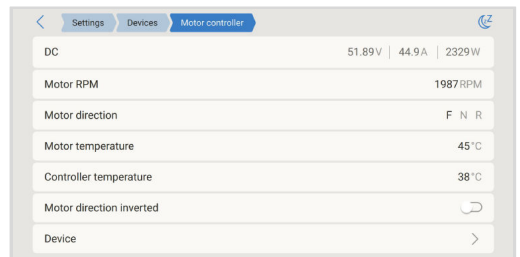 Settings Devices Motor controller
DC 51.89V 44.9A 2329W
Motor RPM 1987RPM
Motor direction F N R
Motor temperature 45°C
Controller temperature 38°C
Motor direction inverted
Device